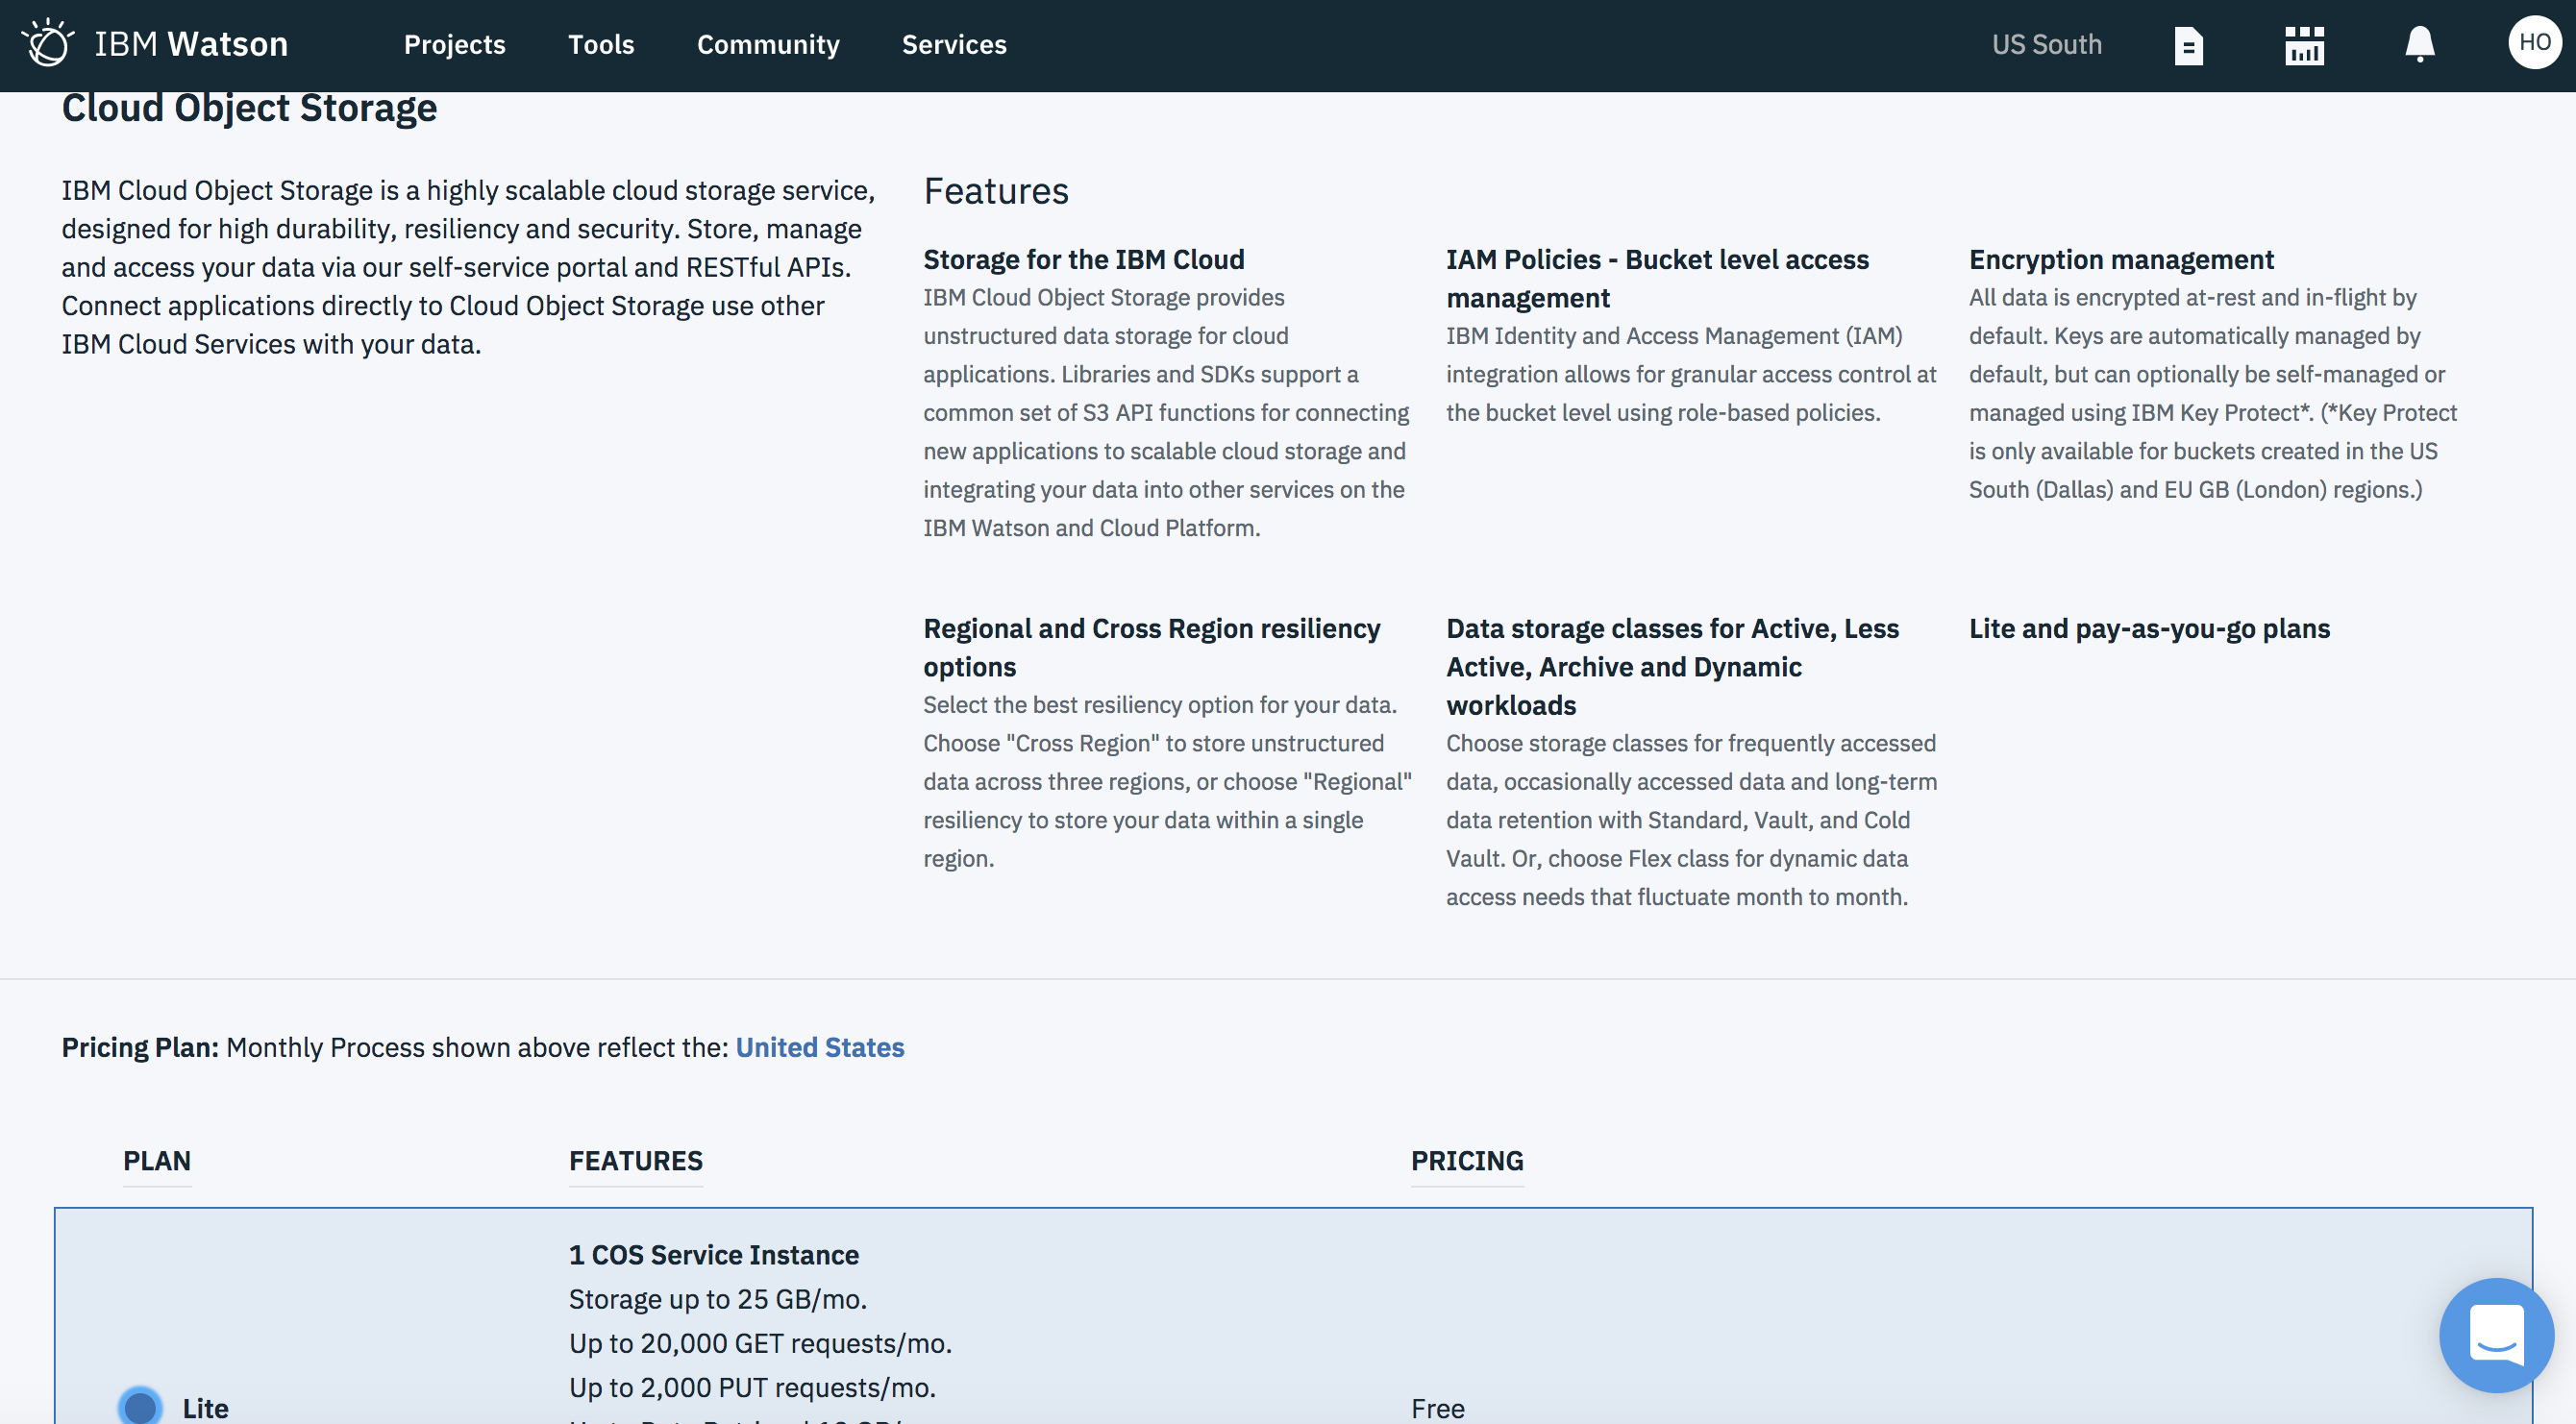 IBM Watson
Projects
Tools
Community
Services
US South
HO
Cloud Object Storage
IBM Cloud Object Storage is a highly scalable cloud storage service,
designed for high durability, resiliency and security. Store, manage
and access your data via our self-service portal and RESTful APIs.
Connect applications directly to Cloud Object Storage use other
IBM Cloud Services with your data.
Features
Storage for the IBM Cloud
IBM Cloud Object Storage provides
unstructured data storage for cloud
applications. Libraries and SDKs support a
common set of S3 API functions for connecting
new applications to scalable cloud storage and
integrating your data into other services on the
IBM Watson and Cloud Platform.
IAM Policies - Bucket level access
management
IBM Identity and Access Management (IAM)
integration allows for granular access control at
the bucket level using role-based policies.
Encryption management
All data is encrypted at-rest and in-flight by
default. Keys are automatically managed by
default, but can optionally be self-managed or
managed using IBM Key Protect*. (*Key Protect
is only available for buckets created in the US
South (Dallas) and EU GB (London) regions.)
Regional and Cross Region resiliency
options
Select the best resiliency option for your data.
Choose "Cross Region" to store unstructured
data across three regions, or choose "Regional"
resiliency to store your data within a single
region.
Data storage classes for Active, Less
Active, Archive and Dynamic
workloads
Choose storage classes for frequently accessed
data, occasionally accessed data and long-term
data retention with Standard, Vault, and Cold
Vault. Or, choose Flex class for dynamic data
access needs that fluctuate month to month.
Lite and pay-as-you-go plans
Pricing Plan: Monthly Process shown above reflect the: United States
PLAN
FEATURES
PRICING
1 COS Service Instance
Storage up to 25 GB/mo.
Up to 20,000 GET requests/mo.
Up to 2,000 PUT requests/mo.
Lite
Free